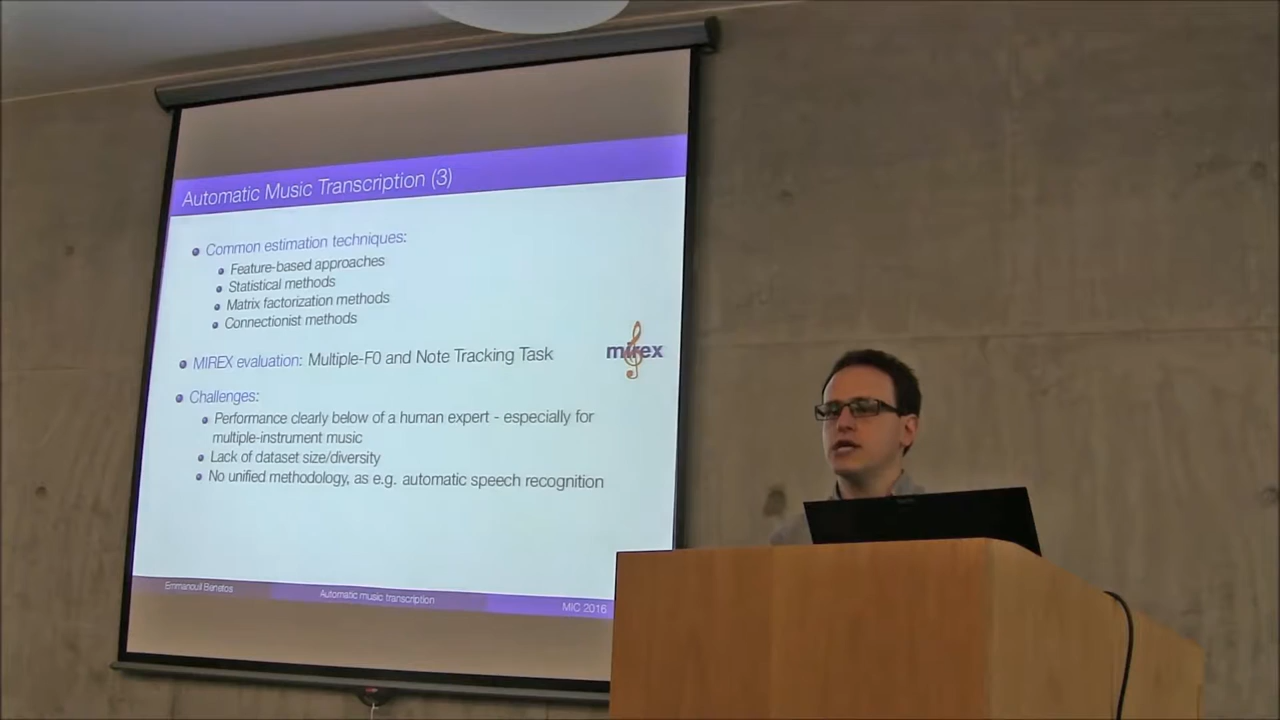 Automatic Music Transcription (3)
Common estimation techniques:
Feature-based approaches
Statistical methods
Matrix factorization methods
Connectionist methods
MIREX evaluation: Multiple-F0 and Note Tracking Task
mirex
Challenges:
Performance clearly below of a human expert - especially for
multiple-instrument music
Lack of dataset size/diversity
No unified methodology, as e.g. automatic speech recognition
Emmanouil Benetos
Automatic music transcription
MIC 2016